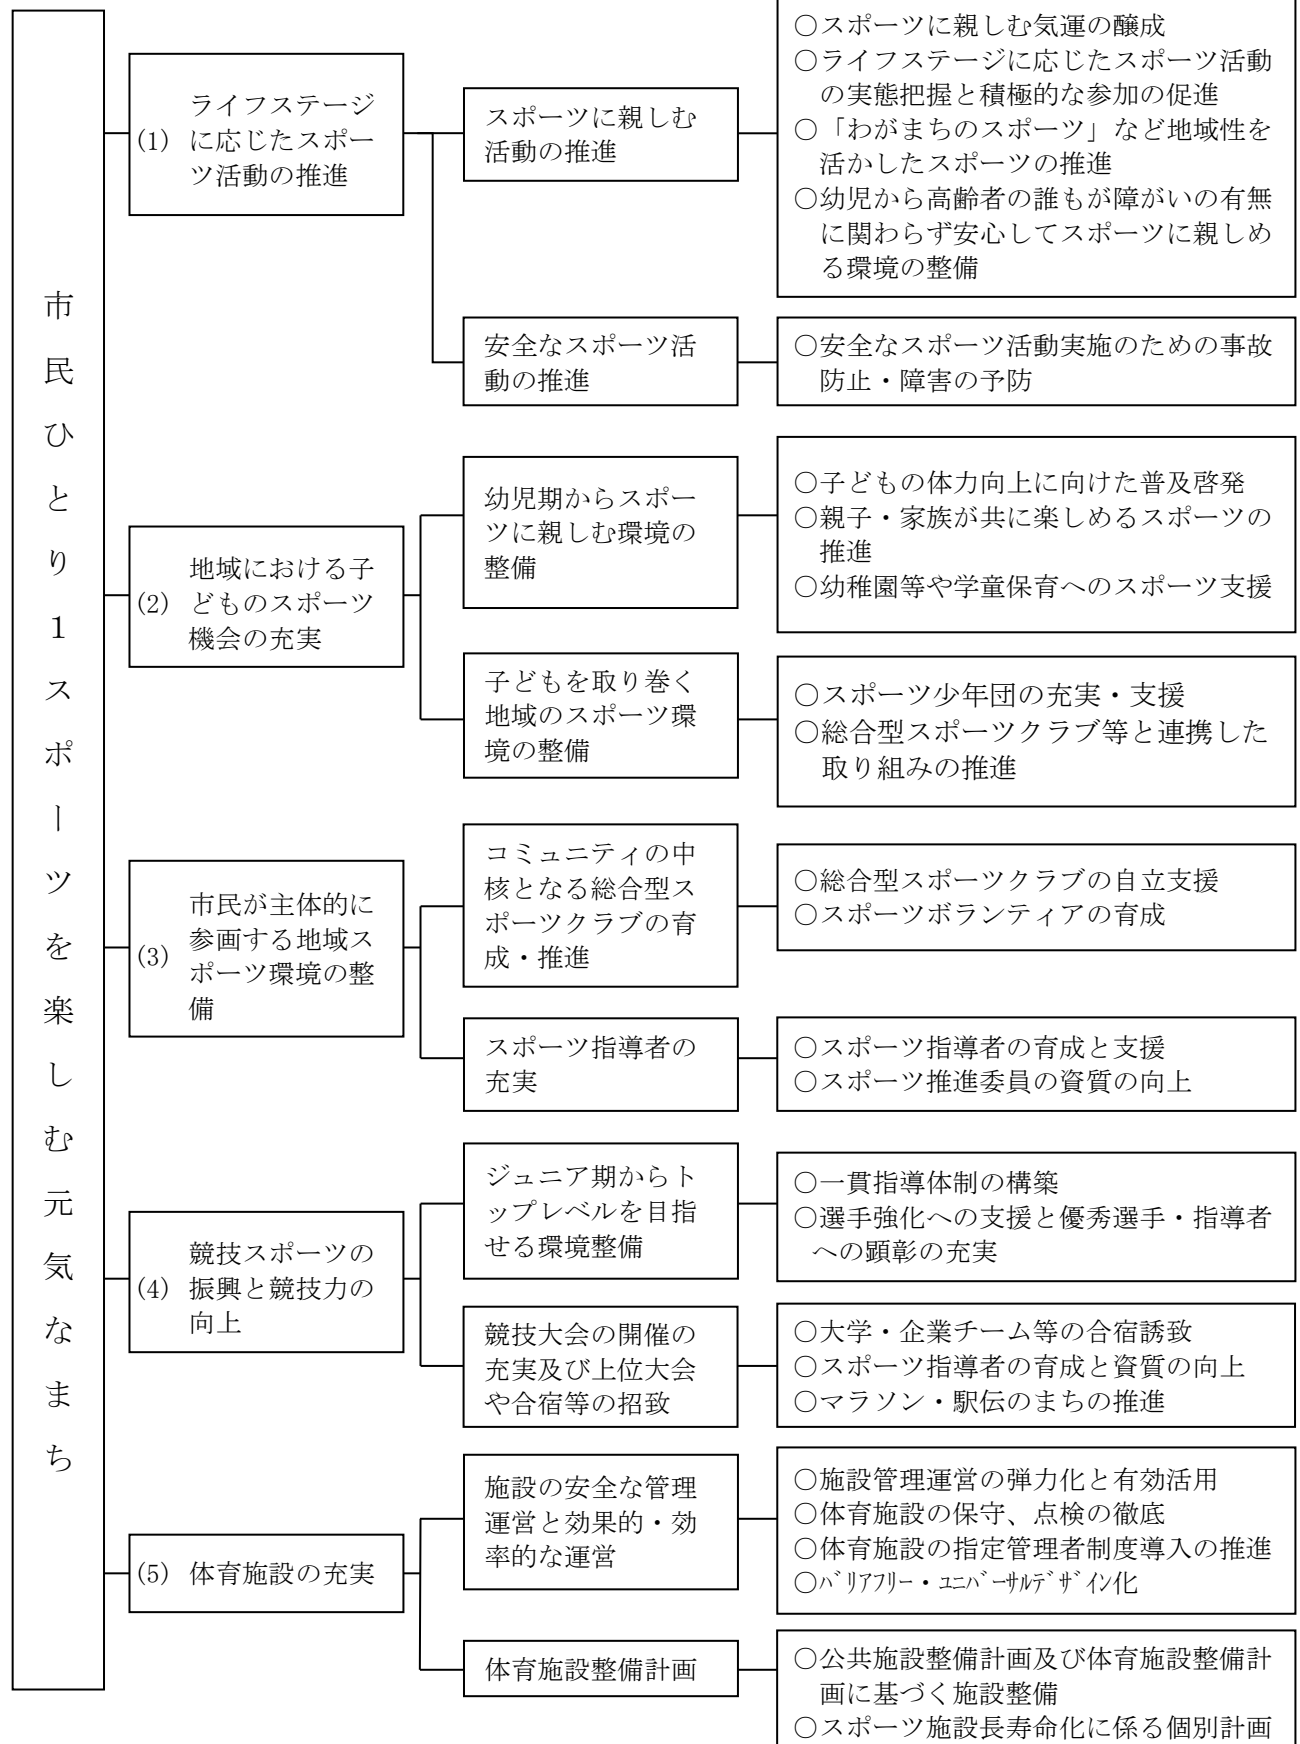 市民ひとり１スポーツを楽しむ元気なまち
(1) ライフステージ
に応じたスポー
ツ活動の推進
スポーツに親しむ
活動の推進
○スポーツに親しむ気運の醸成
○ライフステージに応じたスポーツ活動
の実態把握と積極的な参加の促進
○「わがまちのスポーツ」など地域性を
活かしたスポーツの推進
○幼児から高齢者の誰もが障がいの有無
に関わらず安心してスポーツに親しめ
る環境の整備
安全なスポーツ活
動の推進
○安全なスポーツ活動実施のための事故
防止・障害の予防
(2) 地域における子
どものスポーツ
機会の充実
幼児期からスポー
ツに親しむ環境の
整備
○子どもの体力向上に向けた普及啓発
○親子・家族が共に楽しめるスポーツの
推進
○幼稚園等や学童保育へのスポーツ支援
子どもを取り巻く
地域のスポーツ環
境の整備
○スポーツ少年団の充実・支援
○総合型スポーツクラブ等と連携した
取り組みの推進
(3) 市民が主体的に
参画する地域ス
ポーツ環境の整
備
コミュニティの中
核となる総合型ス
ポーツクラブの育
成・推進
○総合型スポーツクラブの自立支援
○スポーツボランティアの育成
スポーツ指導者の
充実
○スポーツ指導者の育成と支援
○スポーツ推進委員の資質の向上
(4) 競技スポーツの
振興と競技力の
向上
ジュニア期からト
ップレベルを目指
せる環境整備
○一貫指導体制の構築
○選手強化への支援と優秀選手・指導者
への顕彰の充実
競技大会の開催の
充実及び上位大会
や合宿等の招致
○大学・企業チーム等の合宿誘致
○スポーツ指導者の育成と資質の向上
○マラソン・駅伝のまちの推進
(5) 体育施設の充実
施設の安全な管理
運営と効果的・効
率的な運営
○施設管理運営の弾力化と有効活用
○体育施設の保守、点検の徹底
○体育施設の指定管理者制度導入の推進
○ﾊﾞﾘｱﾌﾘｰ・ﾕﾆﾊﾞｰｻﾙﾃﾞｻﾞｲﾝ化
体育施設整備計画
○公共施設整備計画及び体育施設整備計
画に基づく施設整備
○スポーツ施設長寿命化に係る個別計画